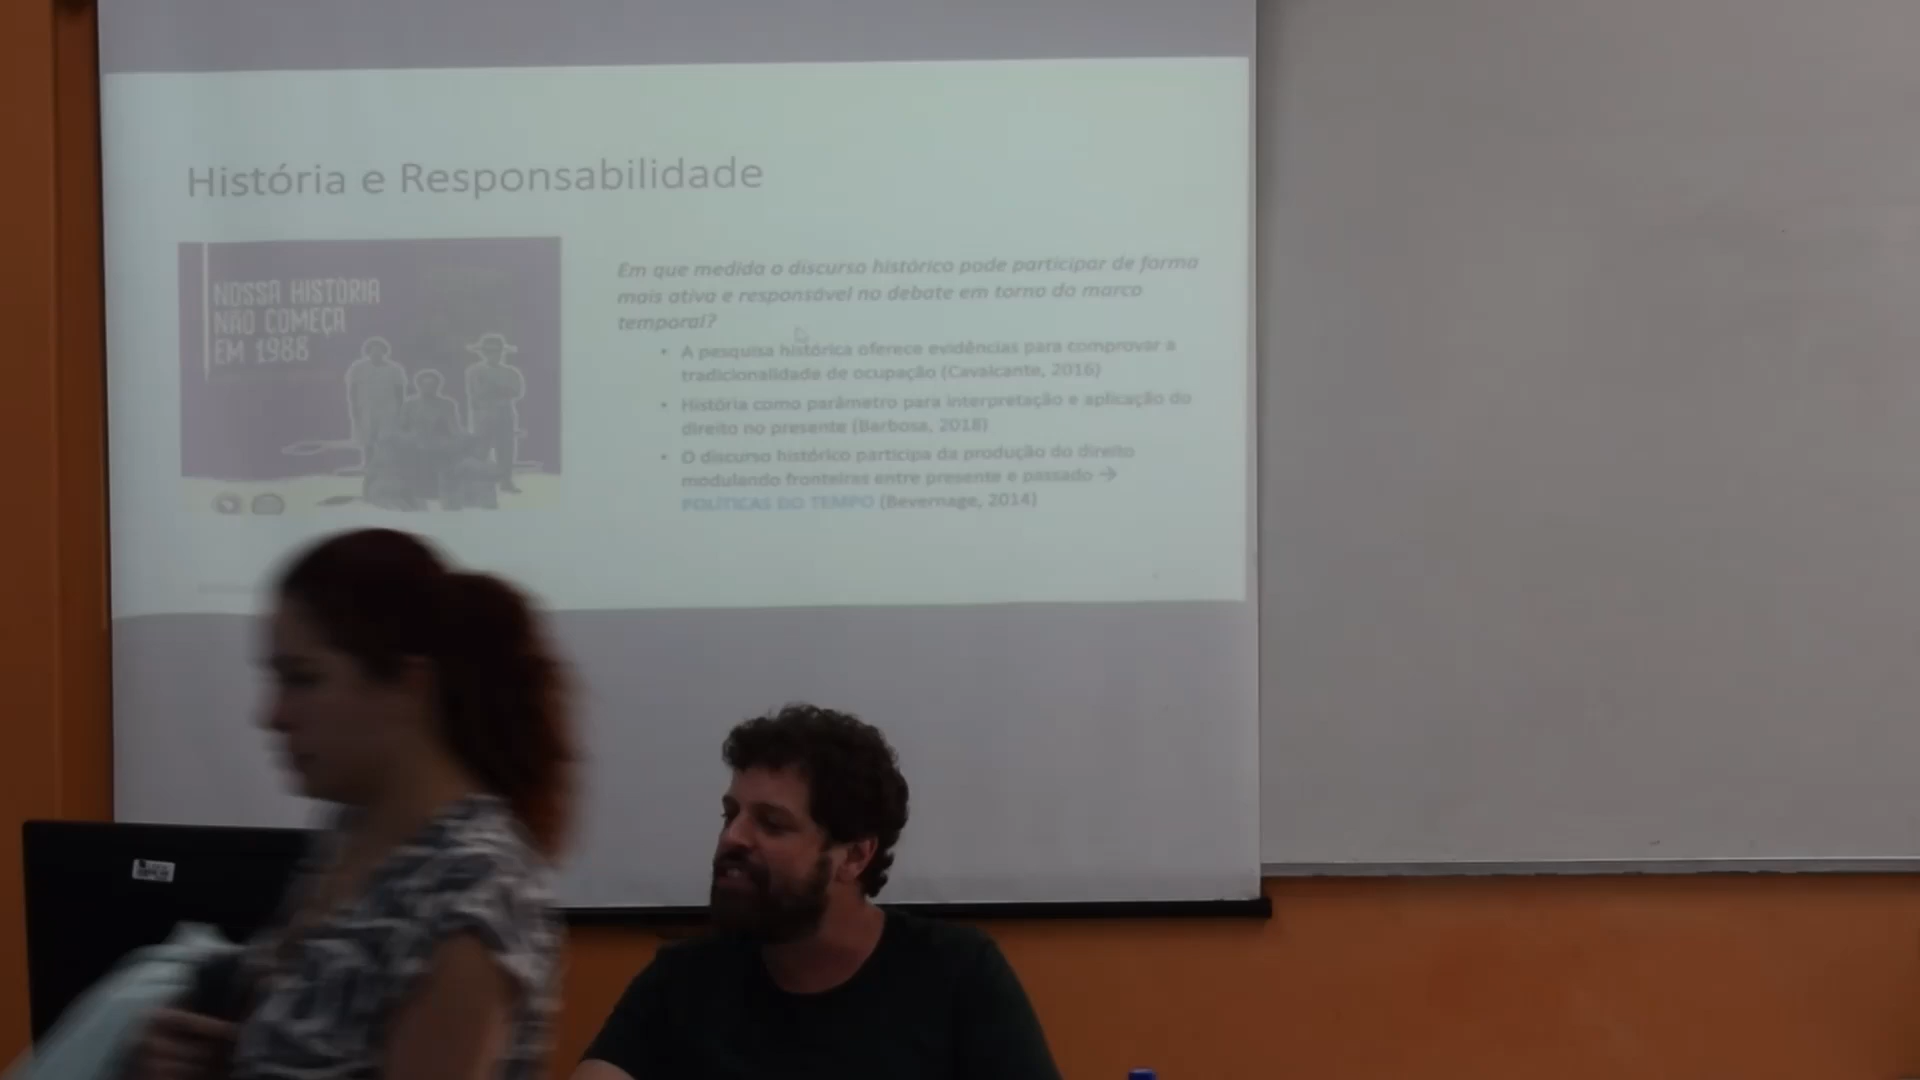 História e Responsabilidade
NOSSA HISTÓRIA
NÃO COMEÇA
EM 1988
Em que medida o discurso histórico pode participar de forma
mais ativa e responsável no debate em torno do marco
temporal?
• A pesquisa histórica oferece evidências para comprovar a
tradicionalidade de ocupação (Cavalcante, 2016)
• História como parâmetro para interpretação e aplicação do
direito no presente (Barbosa, 2018)
• O discurso histórico participa da produção do direito
modulando fronteiras entre presente e passado →
POLÍTICAS DO TEMPO (Bevernage, 2014)